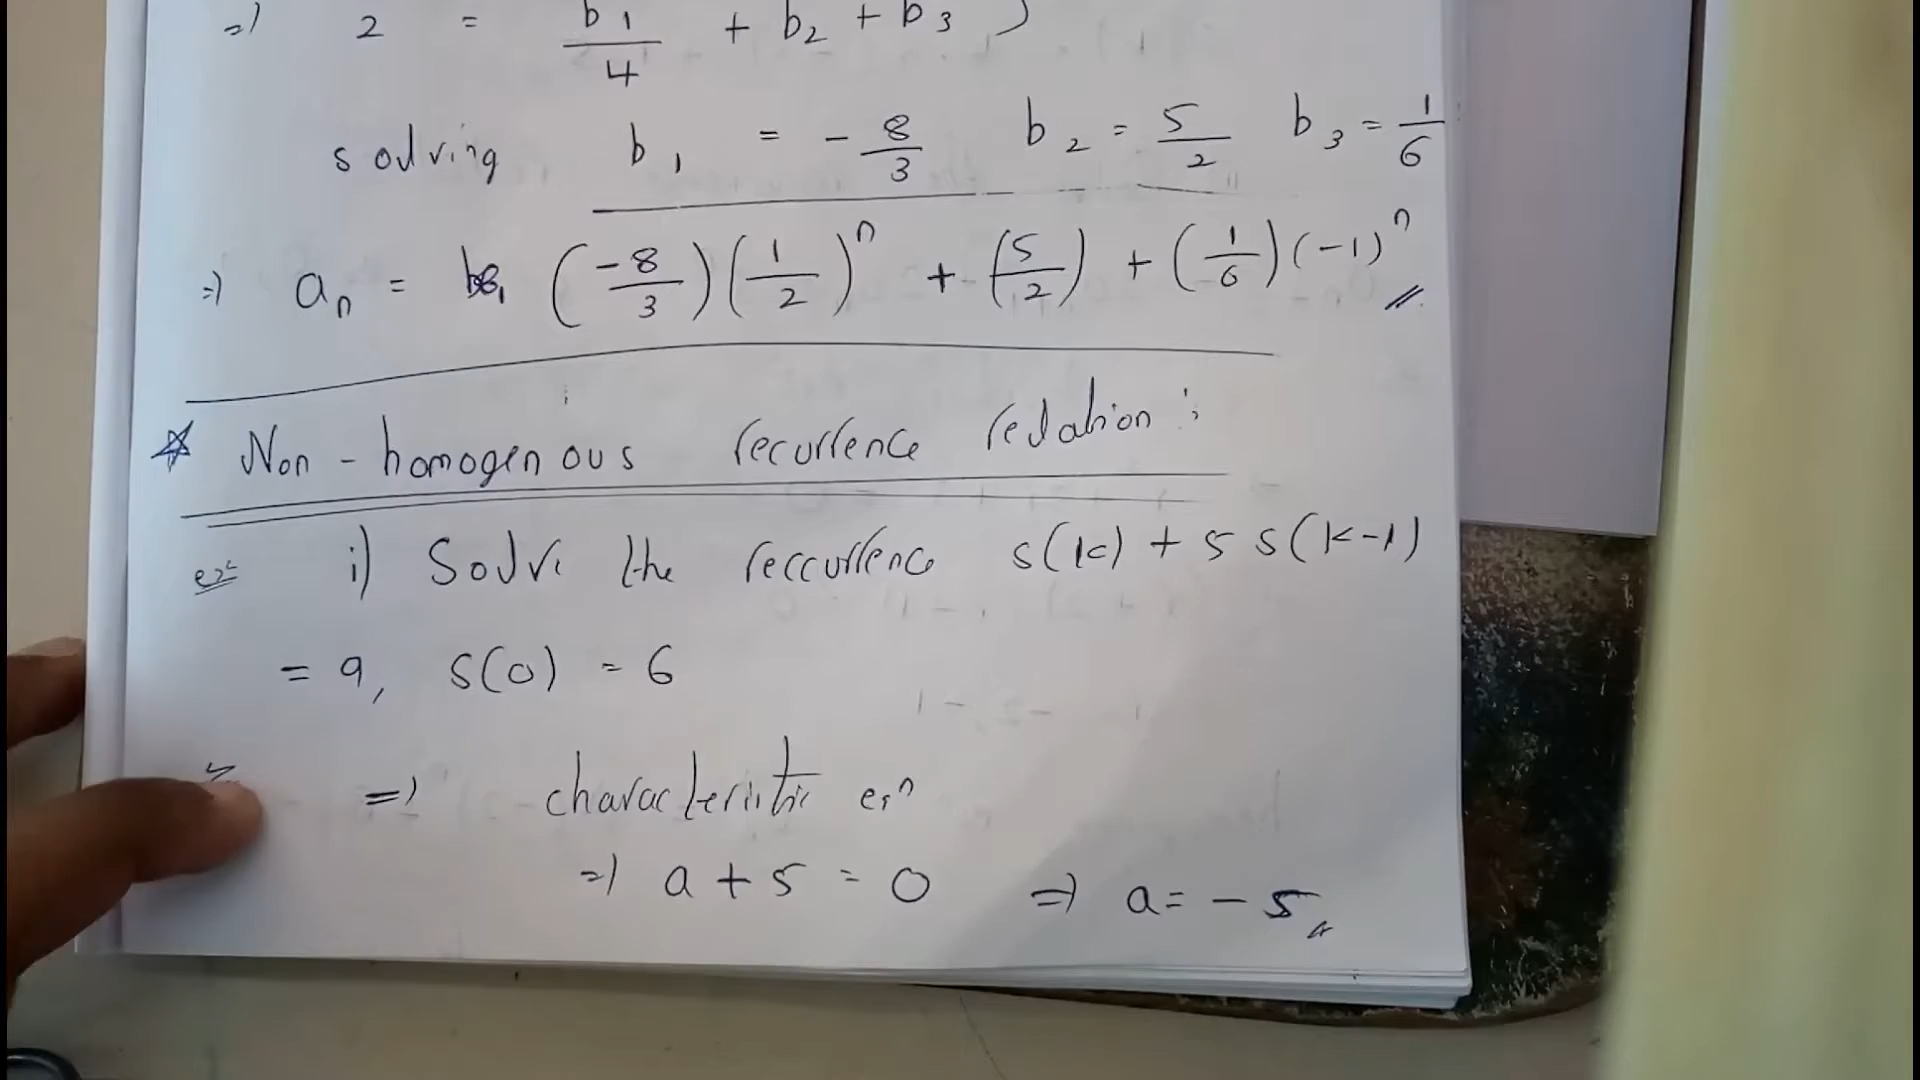 =) 2 = b1/4 + b2 + b3 )
solving b1 = -8/3 b2 = 5/2 b3 = 1/6
=) an = (-8/3)(1/2)^n + (5/2) + (1/6)(-1)^n
Non-homogenous recurrence relation:
ex:- i) Solve the reccurrence s(k) + 5 s(k-1)
= 9, s(0) = 6
=) characteristic eqn
=) a + 5 = 0 =) a = -5